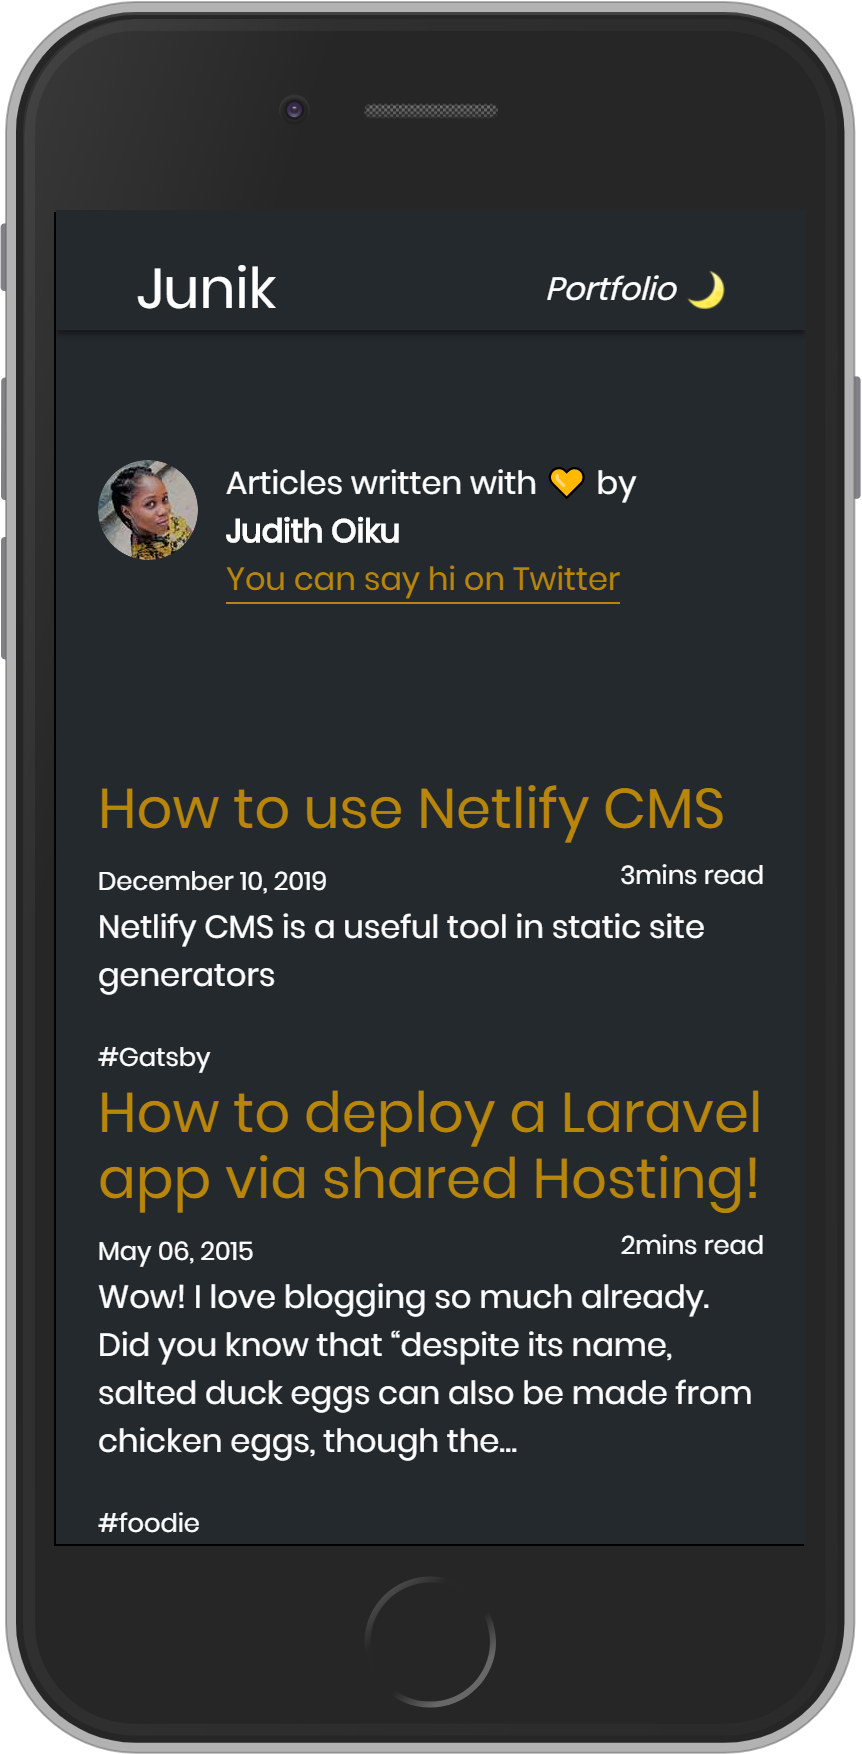 Junik
Portfolio 🌙
Articles written with 💛 by
Judith Oiku
You can say hi on Twitter
How to use Netlify CMS
December 10, 2019
3mins read
Netlify CMS is a useful tool in static site
generators
#Gatsby
How to deploy a Laravel
app via shared Hosting!
May 06, 2015
2mins read
Wow! I love blogging so much already.
Did you know that “despite its name,
salted duck eggs can also be made from
chicken eggs, though the...
#foodie